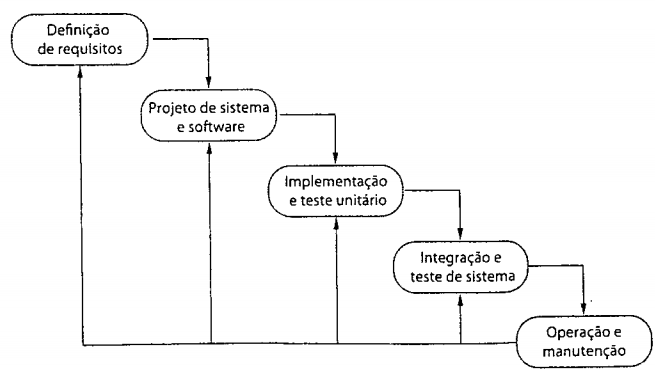 Definição
de requisitos
Projeto de sistema
e software
Implementação
e teste unitário
Integração e
teste de sistema
Operação e
manutenção